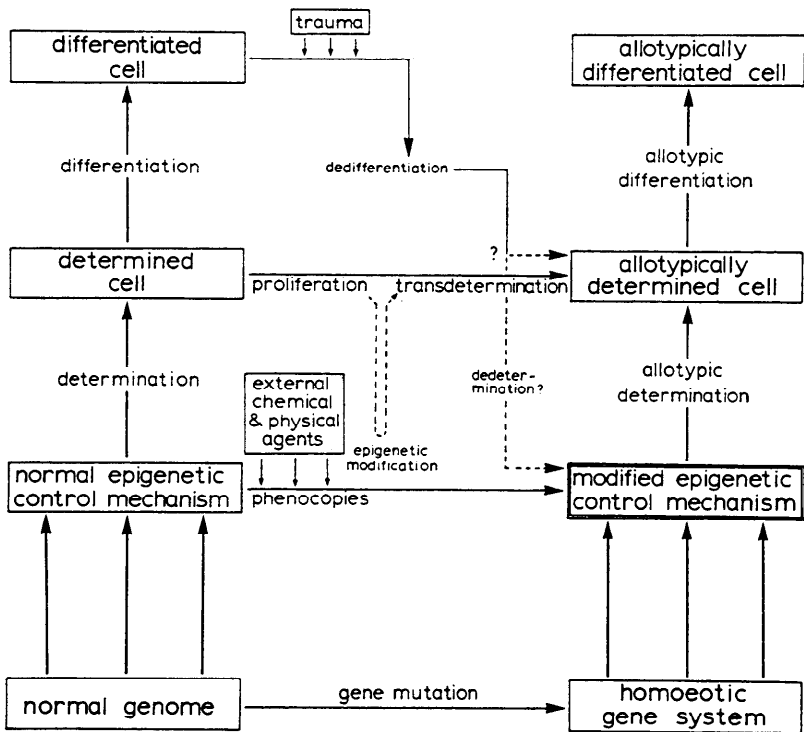 trauma
differentiated
cell
allotypically
differentiated cell
differentiation
dedifferentiation
allotypic
differentiation
determined
cell
?
allotypically
determined cell
proliferation
transdetermination
determination
external
chemical
& physical
agents
dedeter-
mination?
allotypic
determination
epigenetic
modification
normal epigenetic
control mechanism
phenocopies
modified epigenetic
control mechanism
normal genome
gene mutation
homoeotic
gene system